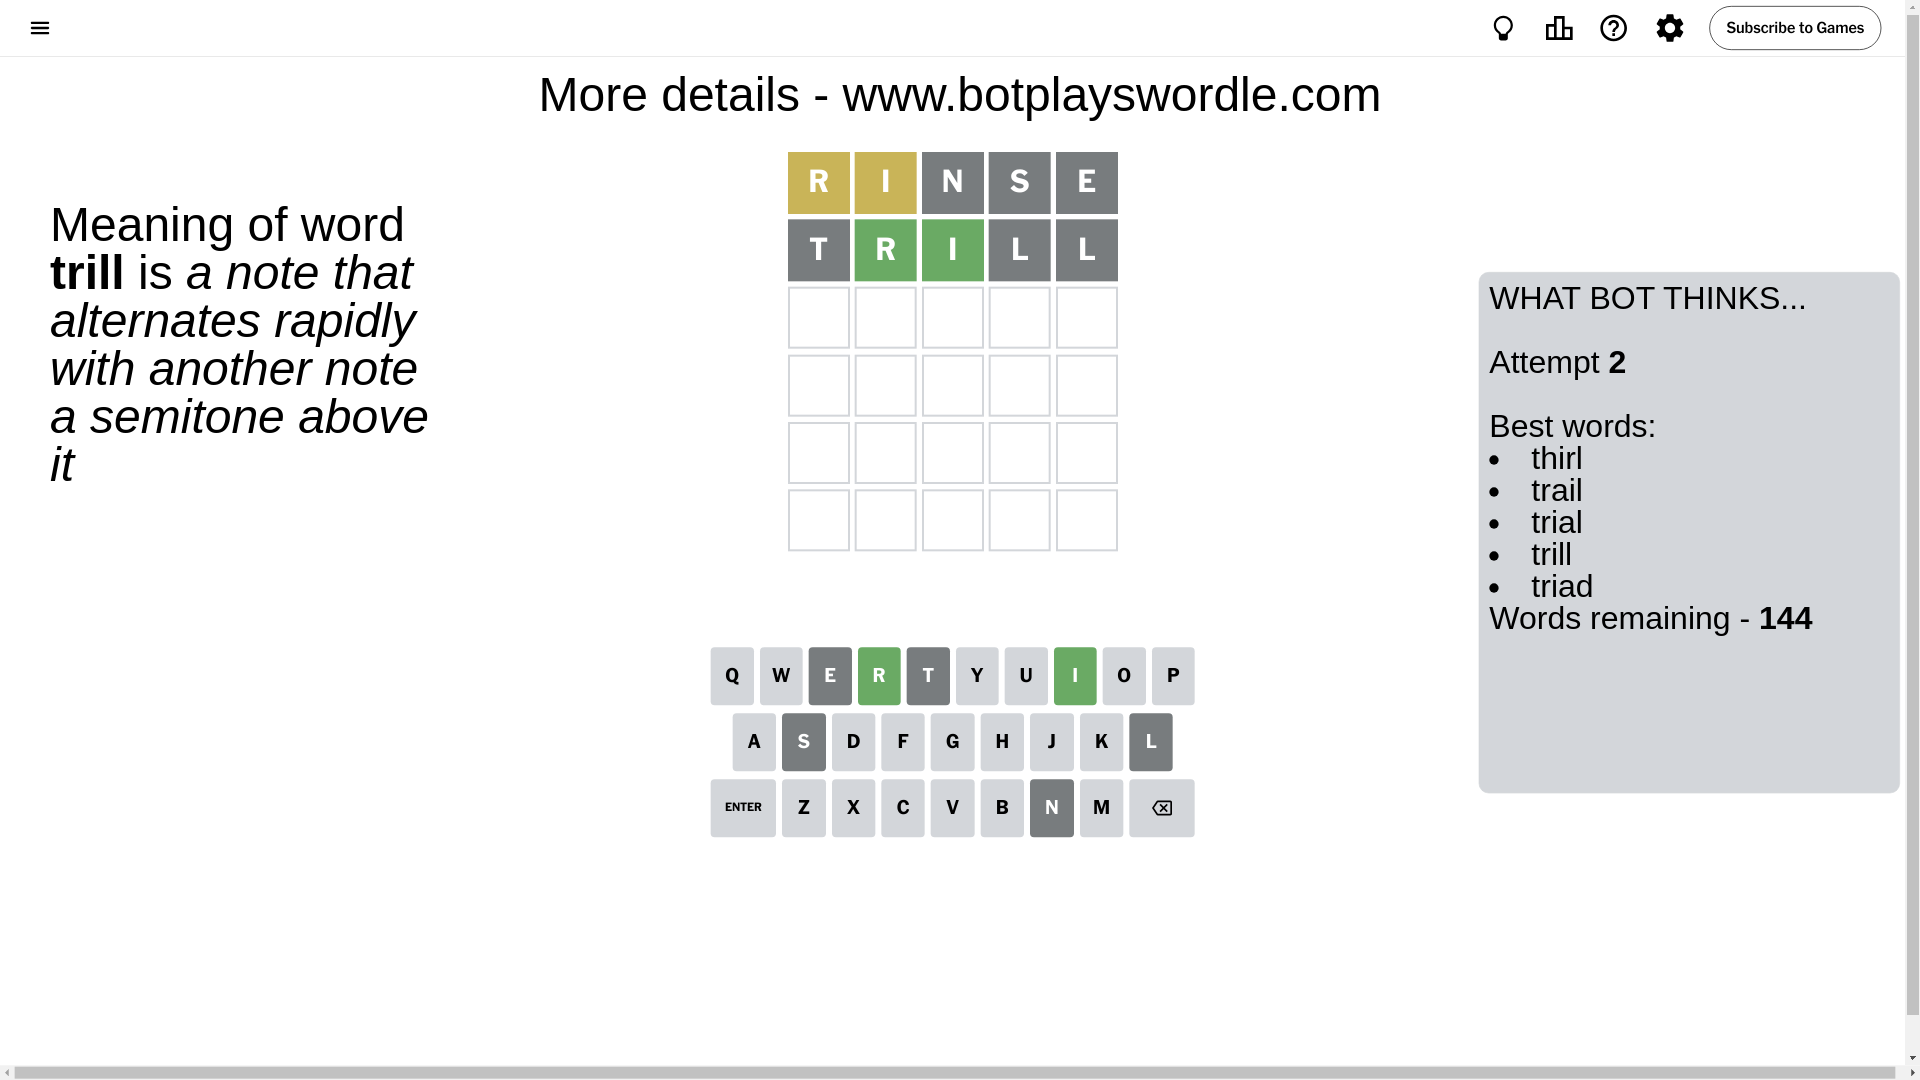 Subscribe to Games
More details - www.botplayswordle.com
Meaning of word
trill is a note that
alternates rapidly
with another note
a semitone above
it
R I N S E
T R I L L
WHAT BOT THINKS...
Attempt 2
Best words:
• thirl
• trail
• trial
• trill
• triad
Words remaining - 144
Q W E R T Y U I O P
A S D F G H J K L
ENTER Z X C V B N M